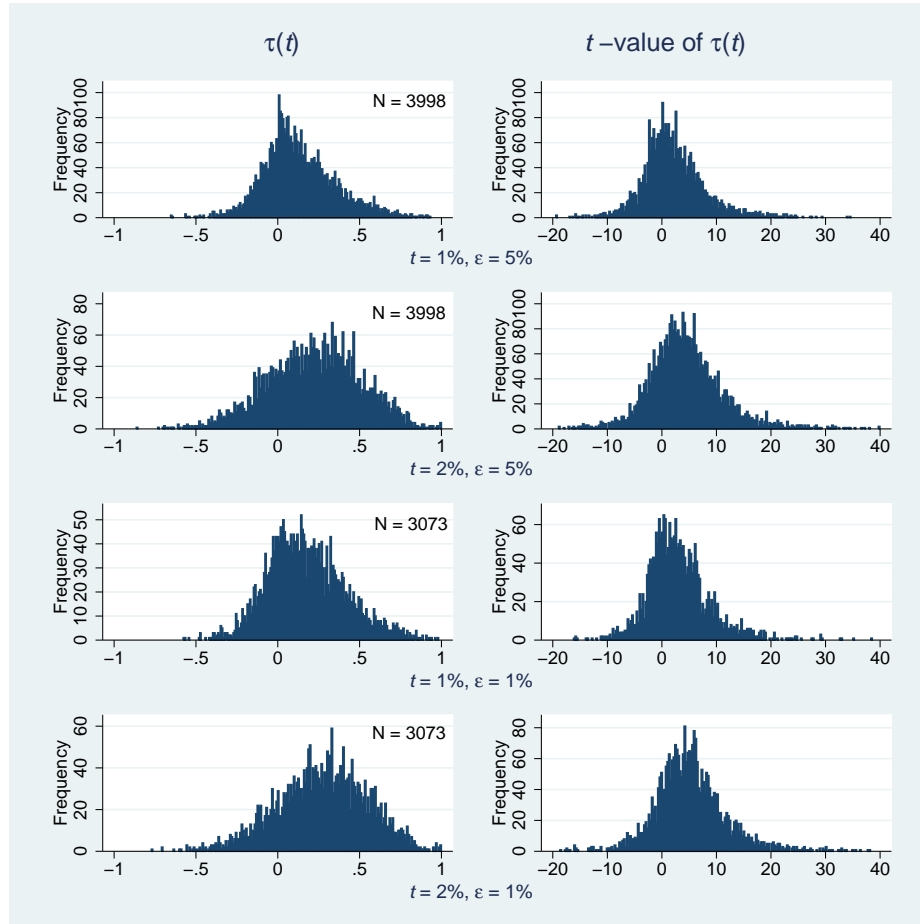 τ(t) t –value of τ(t)
Frequency
0 20 40 60 80 100
N = 3998
–1 –.5 0 .5 1
Frequency
0 20 40 60 80 100
–20 –10 0 10 20 30 40
t = 1%, ε = 5%
Frequency
0 20 40 60 80
N = 3998
–1 –.5 0 .5 1
Frequency
0 20 40 60 80 100
–20 –10 0 10 20 30 40
t = 2%, ε = 5%
Frequency
0 10 20 30 40 50
N = 3073
–1 –.5 0 .5 1
Frequency
0 20 40 60
–20 –10 0 10 20 30 40
t = 1%, ε = 1%
Frequency
0 20 40 60
N = 3073
–1 –.5 0 .5 1
Frequency
0 20 40 60 80
–20 –10 0 10 20 30 40
t = 2%, ε = 1%